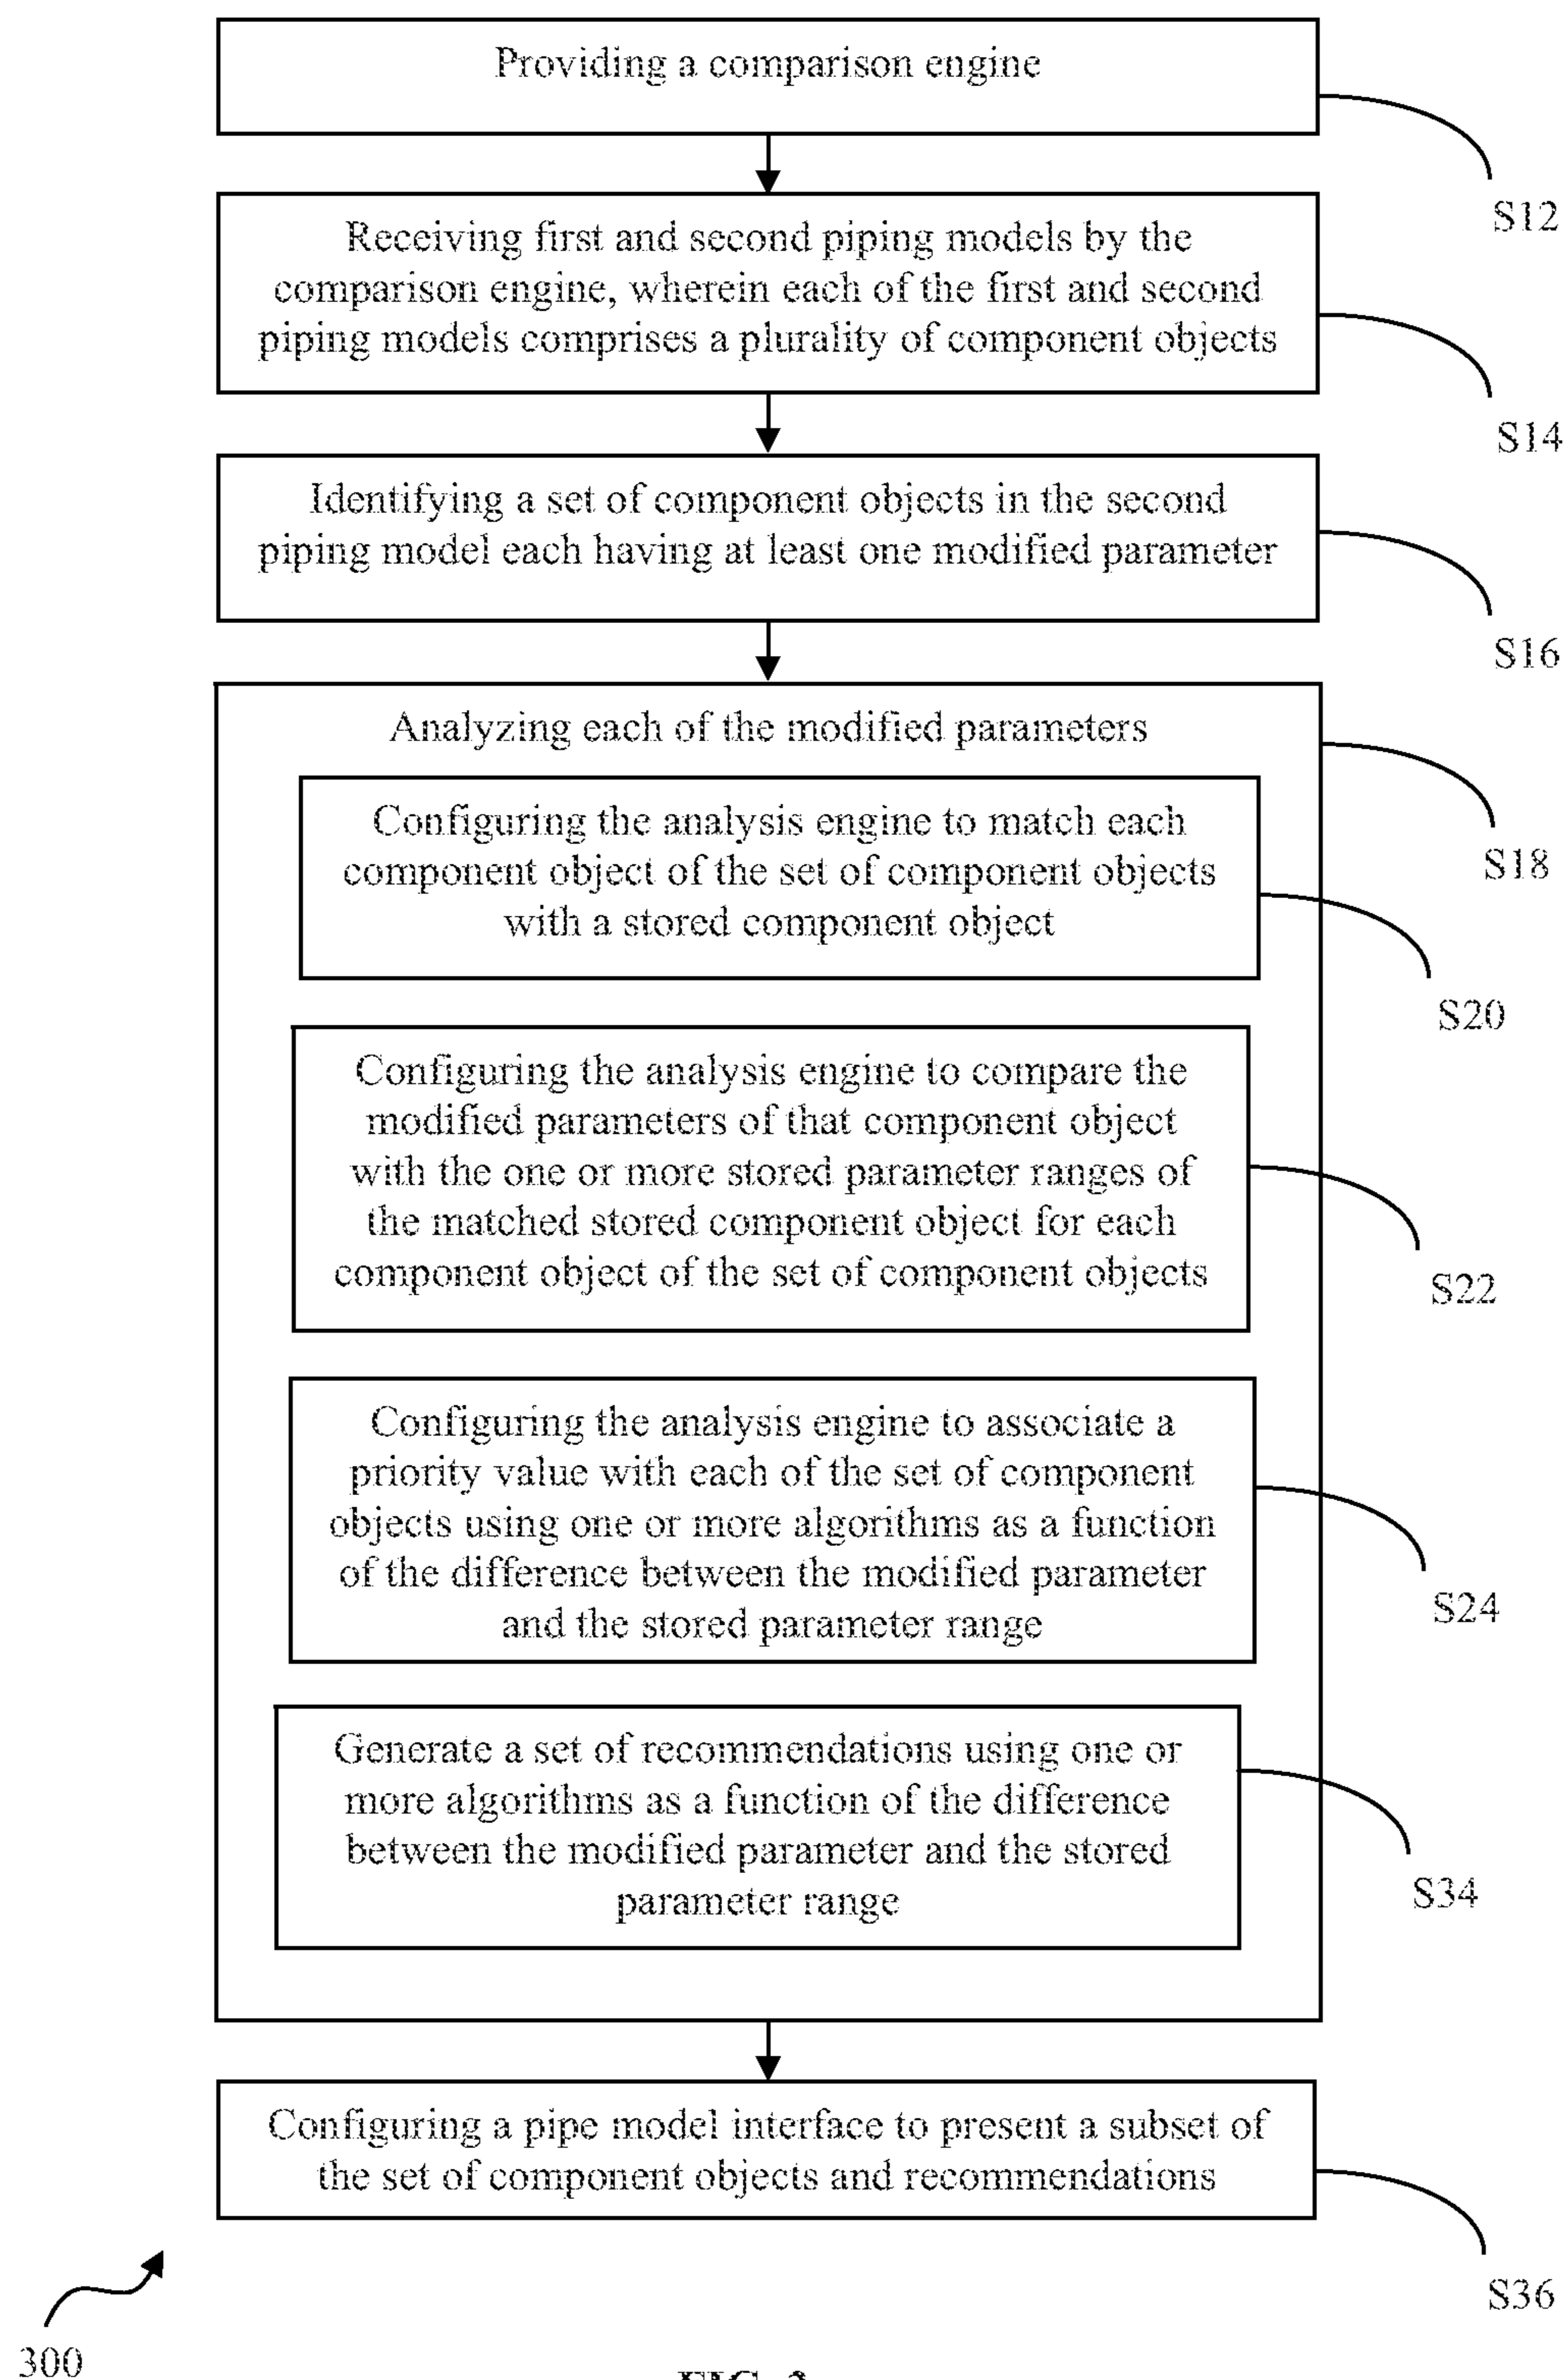 Providing a comparison engine
S12
Receiving first and second piping models by the
comparison engine, wherein each of the first and second
piping models comprises a plurality of component objects
S14
Identifying a set of component objects in the second
piping model each having at least one modified parameter
S16
Analyzing each of the modified parameters
S18
Configuring the analysis engine to match each
component object of the set of component objects
with a stored component object
S20
Configuring the analysis engine to compare the
modified parameters of that component object
with the one or more stored parameter ranges of
the matched stored component object for each
component object of the set of component objects
S22
Configuring the analysis engine to associate a
priority value with each of the set of component
objects using one or more algorithms as a function
of the difference between the modified parameter
and the stored parameter range
S24
Generate a set of recommendations using one or
more algorithms as a function of the difference
between the modified parameter and the stored
parameter range
S34
Configuring a pipe model interface to present a subset of
the set of component objects and recommendations
S36
300